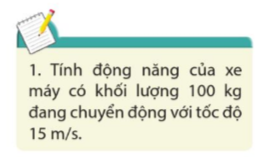 1. Tính động năng của xe
máy có khối lượng 100 kg
đang chuyển động với tốc độ
15 m/s.